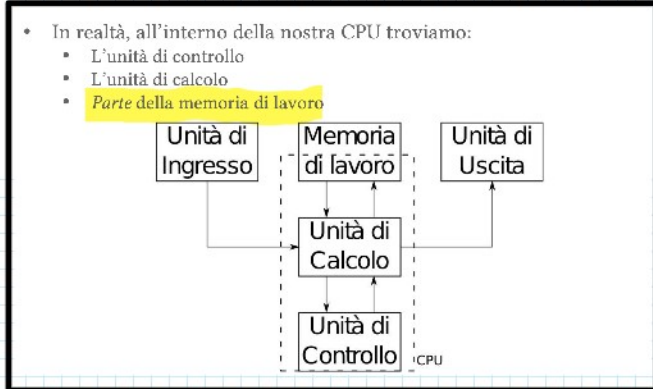 In realtà, all'interno della nostra CPU troviamo:
L'unità di controllo
L'unità di calcolo
Parte della memoria di lavoro
Unità di
Ingresso
Memoria
di lavoro
Unità di
Uscita
Unità di
Calcolo
Unità di
Controllo
CPU